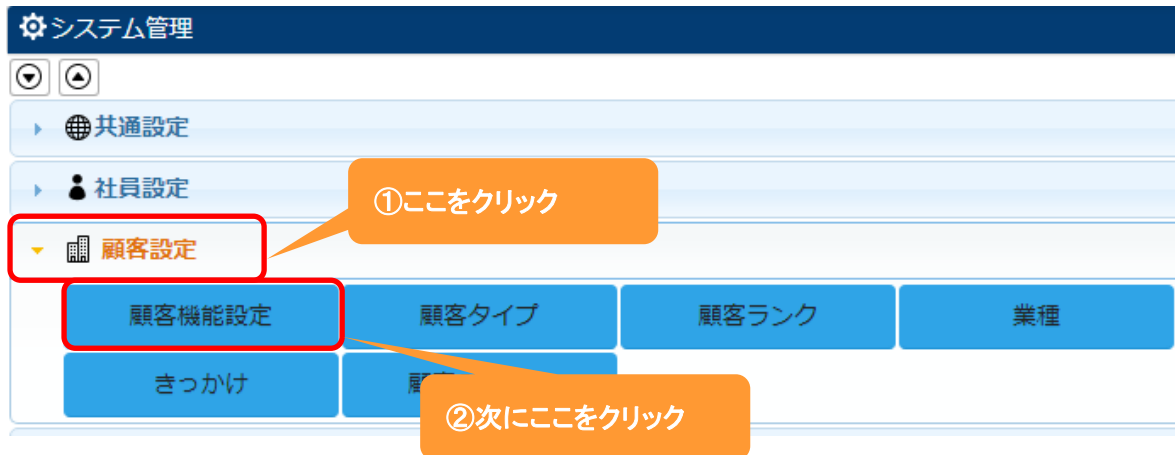 システム管理
共通設定
社員設定
①ここをクリック
顧客設定
顧客機能設定
顧客タイプ
顧客ランク
業種
きっかけ
②次にここをクリック